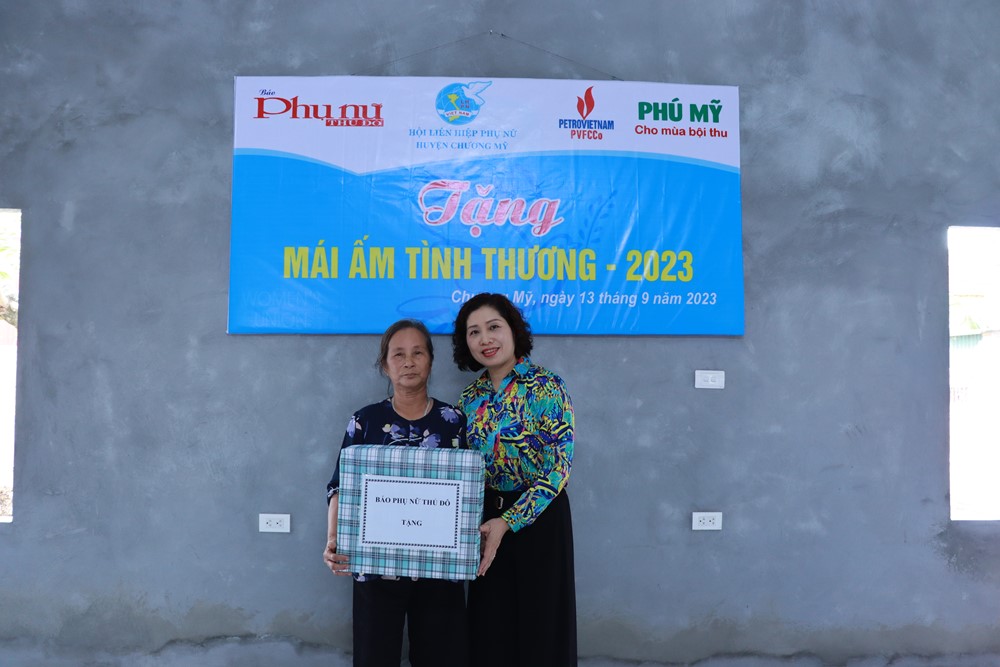 Báo
Phụ nữ
THỦ ĐÔ
HỘI LIÊN HIỆP PHỤ NỮ
HUYỆN CHƯƠNG MỸ
PETROVIETNAM
PVFCCo
PHÚ MỸ
Cho mùa bội thu
Tặng
MÁI ẤM TÌNH THƯƠNG - 2023
Chương Mỹ, ngày 13 tháng 9 năm 2023
BÁO PHỤ NỮ THỦ ĐÔ
TẶNG